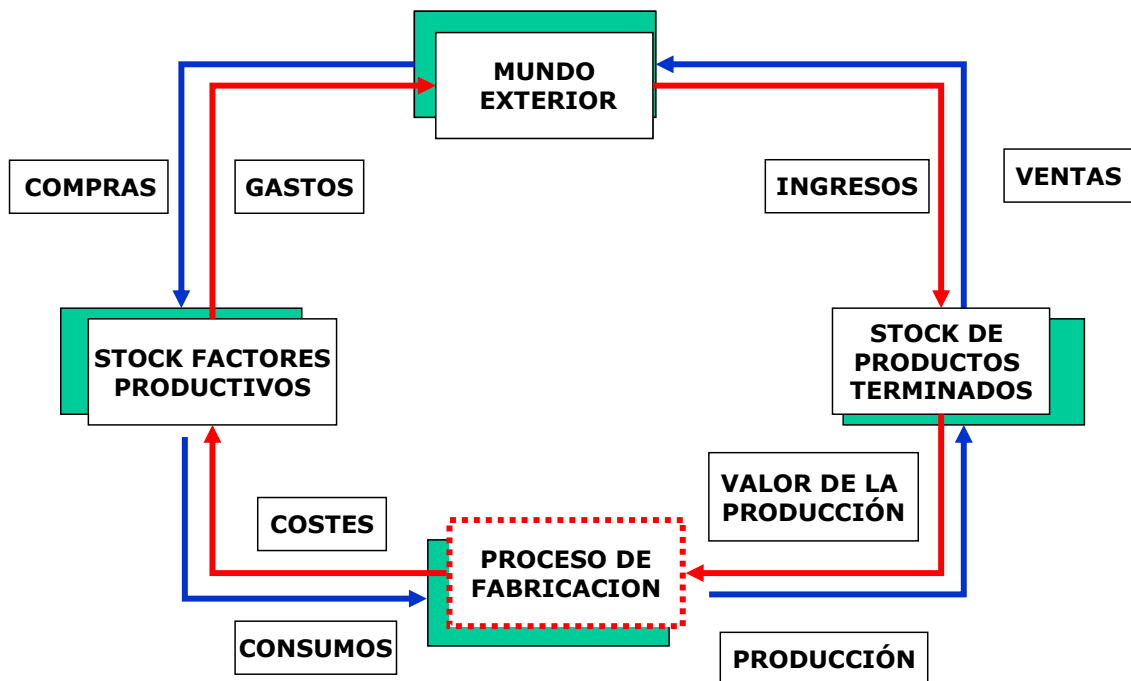 MUNDO
EXTERIOR
COMPRAS
GASTOS
INGRESOS
VENTAS
STOCK FACTORES
PRODUCTIVOS
STOCK DE
PRODUCTOS
TERMINADOS
COSTES
VALOR DE LA
PRODUCCIÓN
PROCESO DE
FABRICACION
CONSUMOS
PRODUCCIÓN